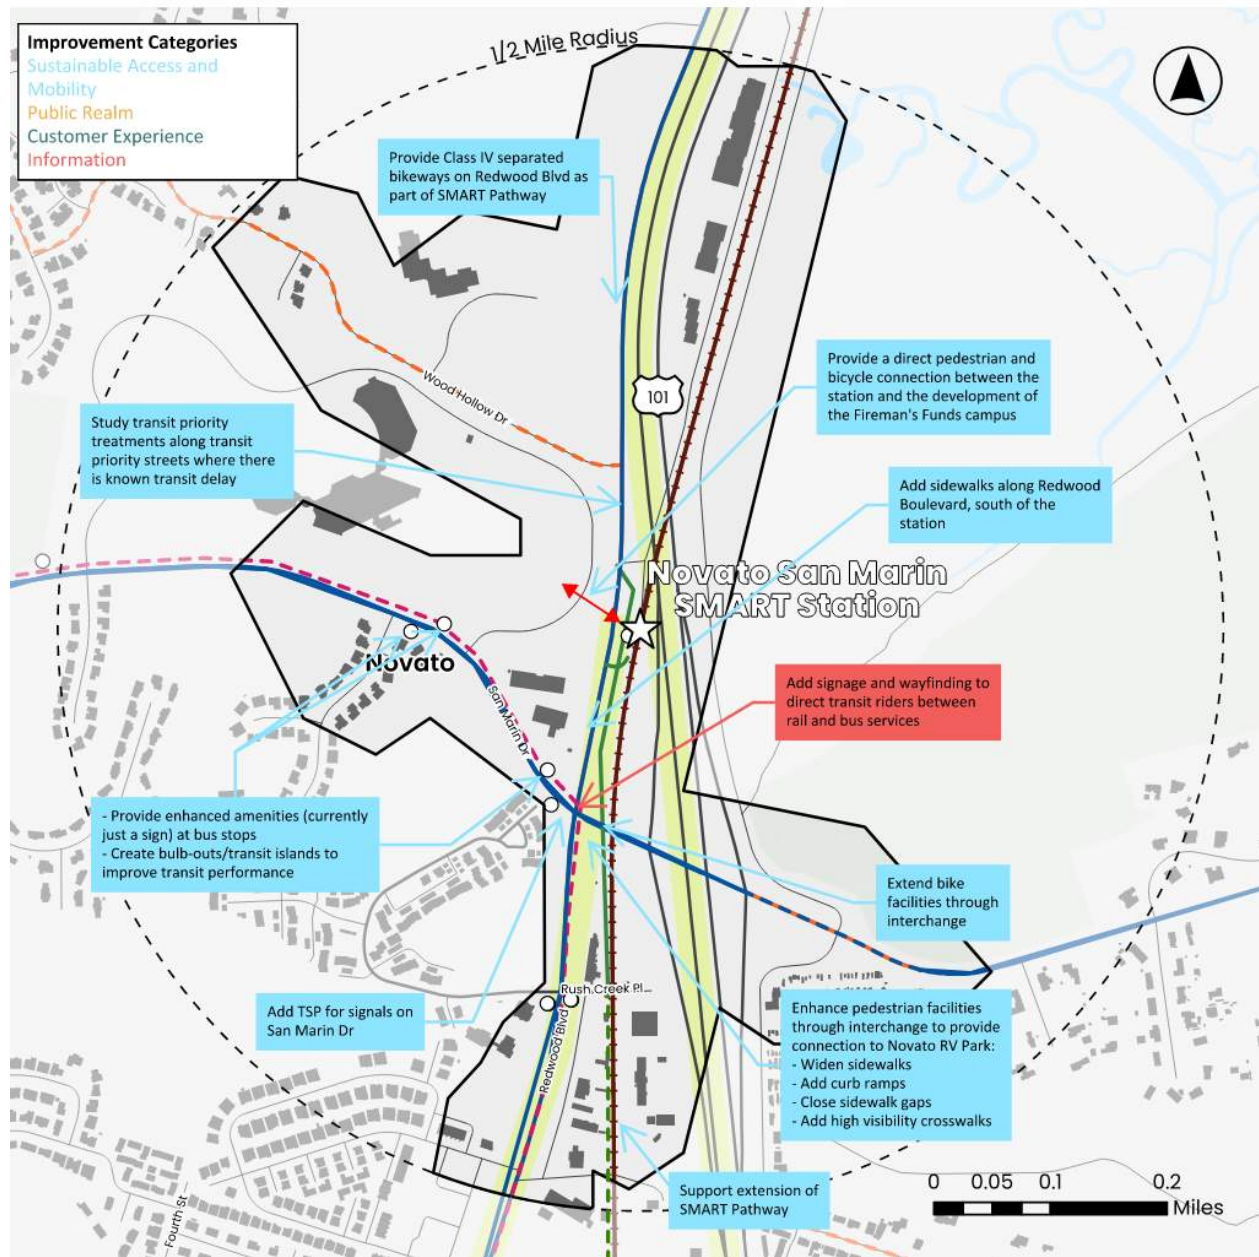 Improvement Categories
Sustainable Access and
Mobility
Public Realm
Customer Experience
Information
1/2 Mile Radius
Provide Class IV separated
bikeways on Redwood Blvd as
part of SMART Pathway
Wood Hollow Dr
101
Provide a direct pedestrian and
bicycle connection between the
station and the development of
the Fireman's Funds campus
Study transit priority
treatments along transit
priority streets where there
is known transit delay
Add sidewalks along Redwood
Boulevard, south of the
station
Novato San Marin
SMART Station
Novato
San Marin Dr
Add signage and wayfinding to
direct transit riders between
rail and bus services
- Provide enhanced amenities (currently
just a sign) at bus stops
- Create bulb-outs/transit islands to
improve transit performance
Extend bike
facilities through
interchange
Rush Creek Pl
Add TSP for signals on
San Marin Dr
Redwood Blvd
Enhance pedestrian facilities
through interchange to provide
connection to Novato RV Park:
- Widen sidewalks
- Add curb ramps
- Close sidewalk gaps
- Add high visibility crosswalks
Support extension of
SMART Pathway
Fourth St
0 0.05 0.1 0.2
Miles